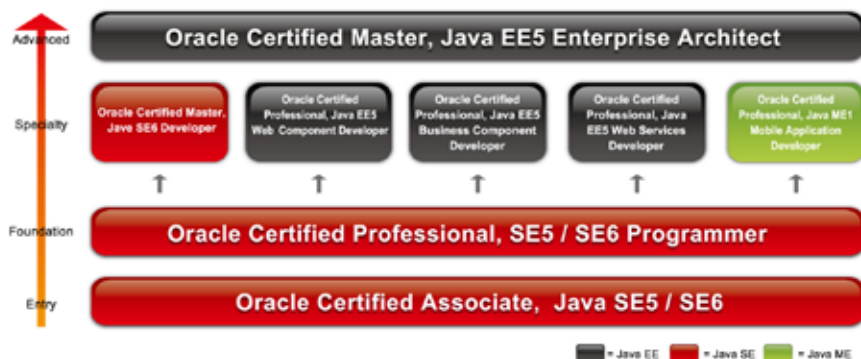 Advanced
Oracle Certified Master, Java EE5 Enterprise Architect
Specialty
Oracle Certified Master,
Java SE6 Developer
Oracle Certified
Professional, Java EE5
Web Component Developer
Oracle Certified
Professional, Java EE5
Business Component
Developer
Oracle Certified
Professional, Java
EE5 Web Services
Developer
Oracle Certified
Professional, Java ME1
Mobile Application
Developer
Foundation
Oracle Certified Professional, SE5 / SE6 Programmer
Entry
Oracle Certified Associate, Java SE5 / SE6
= Java EE
= Java SE
= Java ME